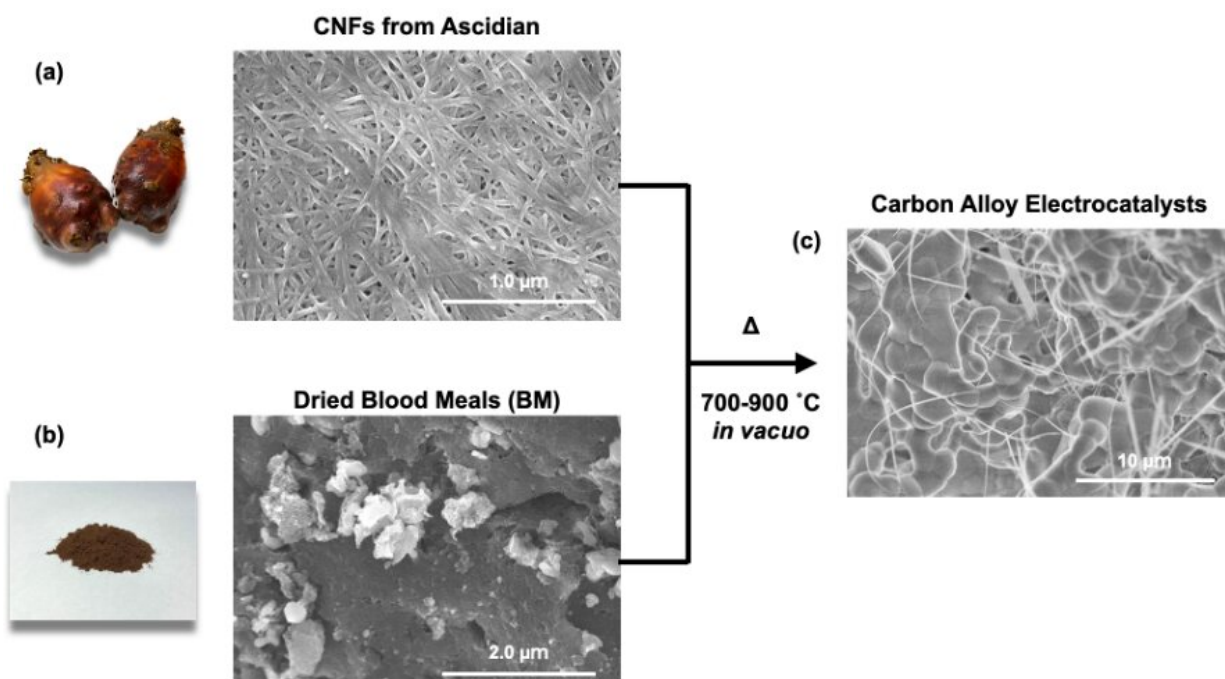 CNFs from Ascidian
(a)
1.0 µm
Dried Blood Meals (BM)
(b)
2.0 µm
Δ
700-900 ˚C
in vacuo
Carbon Alloy Electrocatalysts
(c)
10 µm